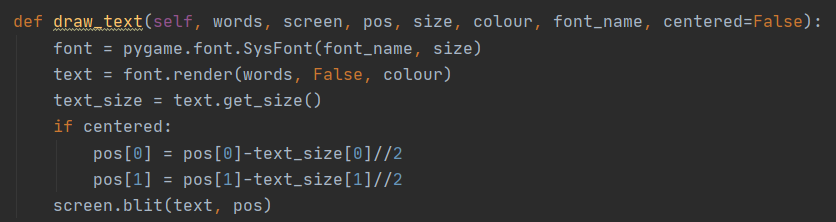 def draw_text(self, words, screen, pos, size, colour, font_name, centered=False):
    font = pygame.font.SysFont(font_name, size)
    text = font.render(words, False, colour)
    text_size = text.get_size()
    if centered:
        pos[0] = pos[0]-text_size[0]//2
        pos[1] = pos[1]-text_size[1]//2
    screen.blit(text, pos)